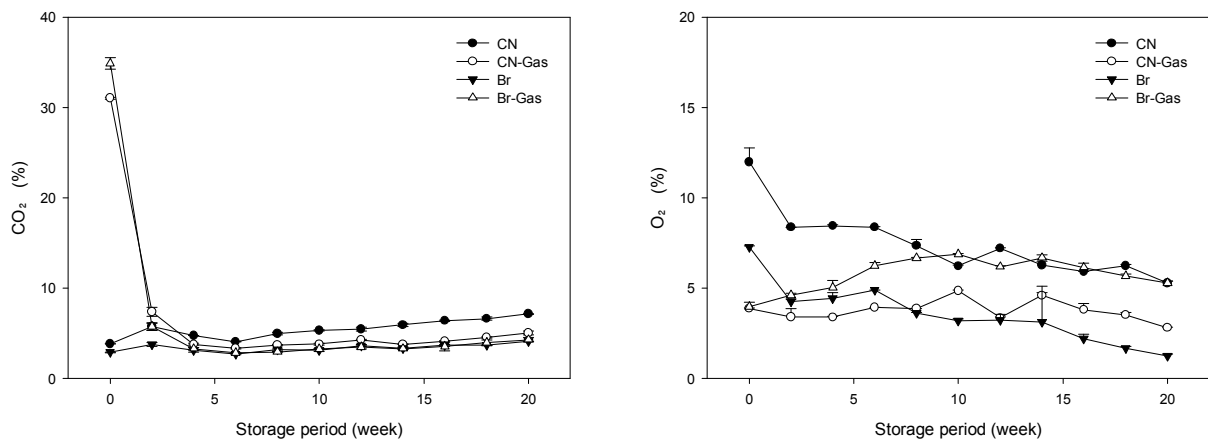 40
30
20
10
0
CO₂ (%)
CN
CN-Gas
Br
Br-Gas
0 5 10 15 20
Storage period (week)
20
15
10
5
0
O₂ (%)
CN
CN-Gas
Br
Br-Gas
0 5 10 15 20
Storage period (week)